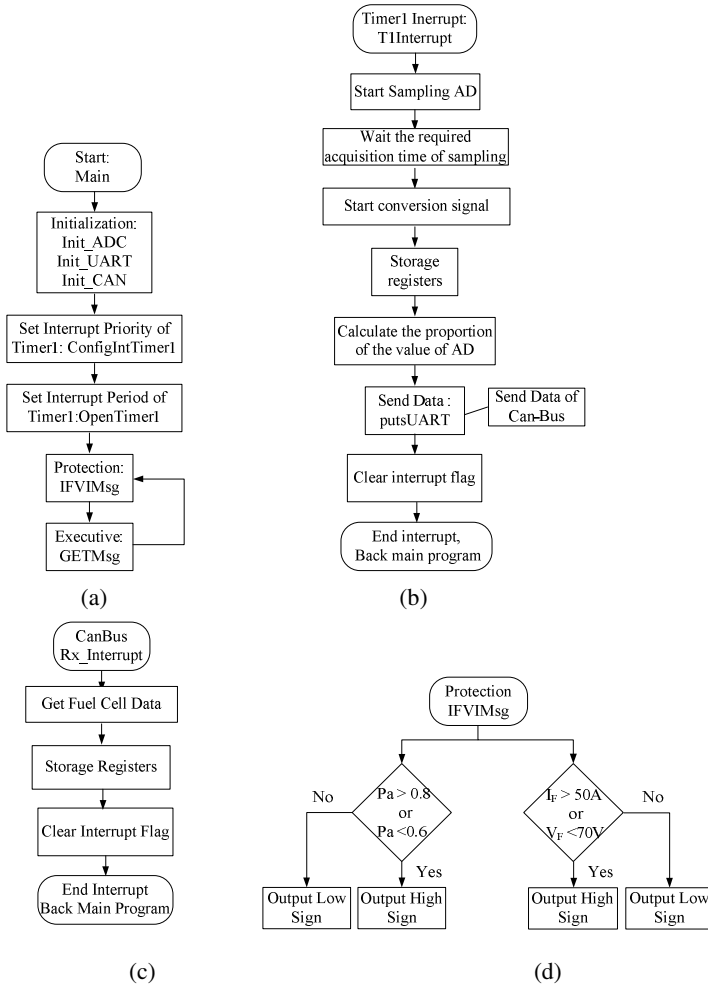 Start:
Main
Initialization:
Init_ADC
Init_UART
Init_CAN
Set Interrupt Priority of
Timer1: ConfigIntTimer1
Set Interrupt Period of
Timer1:OpenTimer1
Protection:
IFVIMsg
Executive:
GETMsg
(a)
Timer1 Inerrupt:
T1Interrupt
Start Sampling AD
Wait the required
acquisition time of sampling
Start conversion signal
Storage
registers
Calculate the proportion
of the value of AD
Send Data :
putsUART
Send Data of
Can-Bus
Clear interrupt flag
End interrupt,
Back main program
(b)
CanBus
Rx_Interrupt
Get Fuel Cell Data
Storage Registers
Clear Interrupt Flag
End Interrupt
Back Main Program
(c)
Protection
IFVIMsg
Pa > 0.8
or
Pa <0.6
No
Yes
Output Low
Sign
Output High
Sign
I_F > 50A
or
V_F <70V
No
Yes
Output High
Sign
Output Low
Sign
(d)